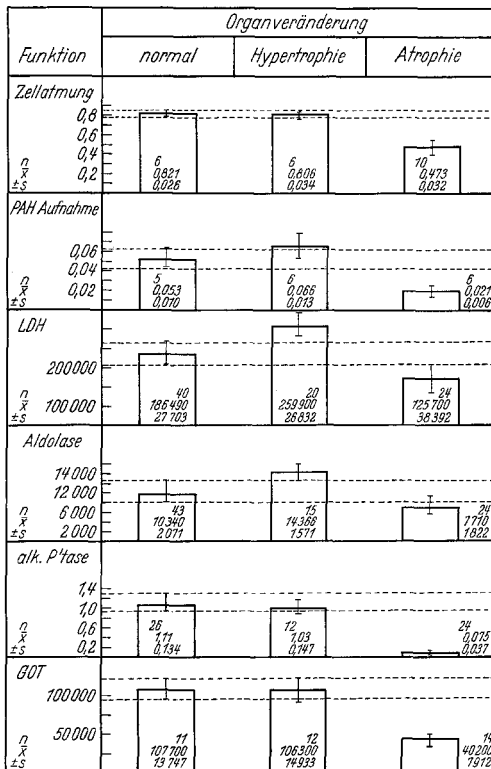 Organveränderung
Funktion normal Hypertrophie Atrophie
Zellatmung
0,8
0,6
0,4
n 6 6 10
x̄ 0,2 0,821 0,806 0,473
±s 0,026 0,034 0,032
PAH Aufnahme
0,06
0,04
n 5 6 6
x̄ 0,02 0,053 0,066 0,021
±s 0,010 0,013 0,006
LDH
200000
n 40 20 24
x̄ 100000 186490 259900 125700
±s 27703 26832 38392
Aldolase
14000
12000
n 6000 43 15 24
x̄ 10340 14366 7710
±s 2000 2071 1571 1822
alk. P'tase
1,4
1,0
n 0,6 26 12 24
x̄ 1,11 1,03 0,075
±s 0,2 0,134 0,147 0,037
GOT
100000
50000
n 11 12 14
x̄ 107700 106300 40200
±s 13747 14933 7912